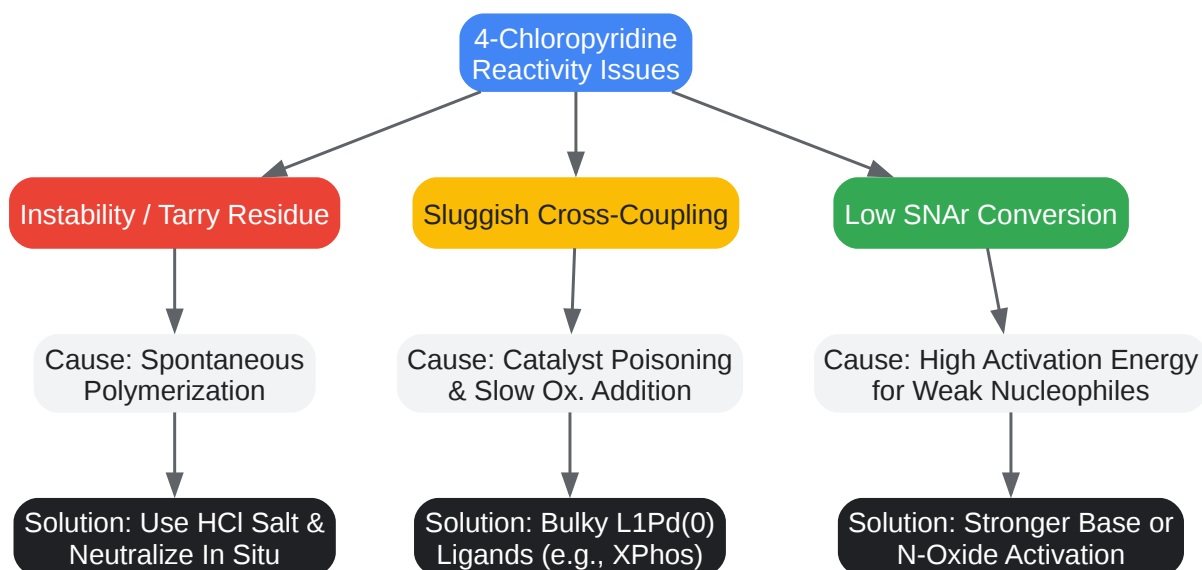 4-Chloropyridine
Reactivity Issues
Instability / Tarry Residue
Sluggish Cross-Coupling
Low SNAr Conversion
Cause: Spontaneous
Polymerization
Cause: Catalyst Poisoning
& Slow Ox. Addition
Cause: High Activation Energy
for Weak Nucleophiles
Solution: Use HCl Salt &
Neutralize In Situ
Solution: Bulky L1Pd(0)
Ligands (e.g., XPhos)
Solution: Stronger Base or
N-Oxide Activation